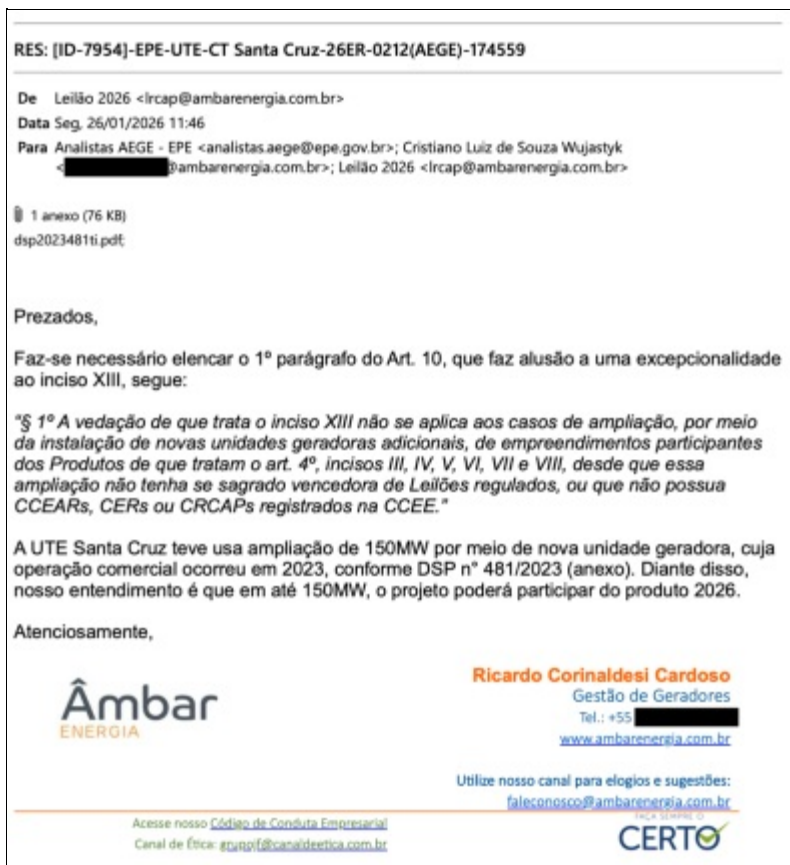 RES: [ID-7954]-EPE-UTE-CT Santa Cruz-26ER-0212(AEGE)-174559
De Leilão 2026 <lrcap@ambarenergia.com.br>
Data Seg, 26/01/2026 11:46
Para Analistas AEGE - EPE <analistas.aege@epe.gov.br>; Cristiano Luiz de Souza Wujastyk
< @ambarenergia.com.br>; Leilão 2026 <lrcap@ambarenergia.com.br>
1 anexo (76 KB)
dsp2023481ti.pdf;
Prezados,
Faz-se necessário elencar o 1º parágrafo do Art. 10, que faz alusão a uma excepcionalidade
ao inciso XIII, segue:
"§ 1º A vedação de que trata o inciso XIII não se aplica aos casos de ampliação, por meio
da instalação de novas unidades geradoras adicionais, de empreendimentos participantes
dos Produtos de que tratam o art. 4º, incisos III, IV, V, VI, VII e VIII, desde que essa
ampliação não tenha se sagrado vencedora de Leilões regulados, ou que não possua
CCEARs, CERs ou CRCAPs registrados na CCEE."
A UTE Santa Cruz teve usa ampliação de 150MW por meio de nova unidade geradora, cuja
operação comercial ocorreu em 2023, conforme DSP n° 481/2023 (anexo). Diante disso,
nosso entendimento é que em até 150MW, o projeto poderá participar do produto 2026.
Atenciosamente,
Âmbar
ENERGIA
Ricardo Corinaldesi Cardoso
Gestão de Geradores
Tel.: +55
www.ambarenergia.com.br
Utilize nosso canal para elogios e sugestões:
faleconosco@ambarenergia.com.br
Acesse nosso Código de Conduta Empresarial
Canal de Ética: grupojf@canaldeetica.com.br
FAÇA SEMPRE O
CERTO